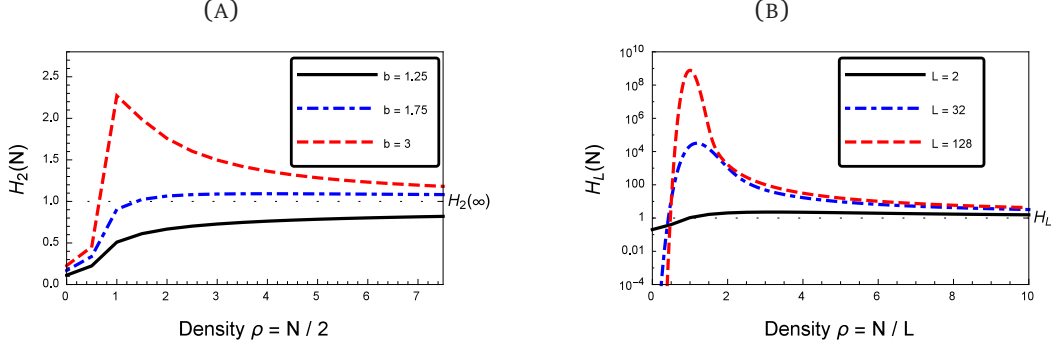 (A)
H2(N)
2.5
2.0
1.5
1.0
0.5
0.0
b = 1.25
b = 1.75
b = 3
H2(∞)
0 1 2 3 4 5 6 7
Density ρ = N / 2
(B)
HL(N)
10^10
10^8
10^6
10^4
100
1
0,01
10^-4
L = 2
L = 32
L = 128
HL
0 2 4 6 8 10
Density ρ = N / L